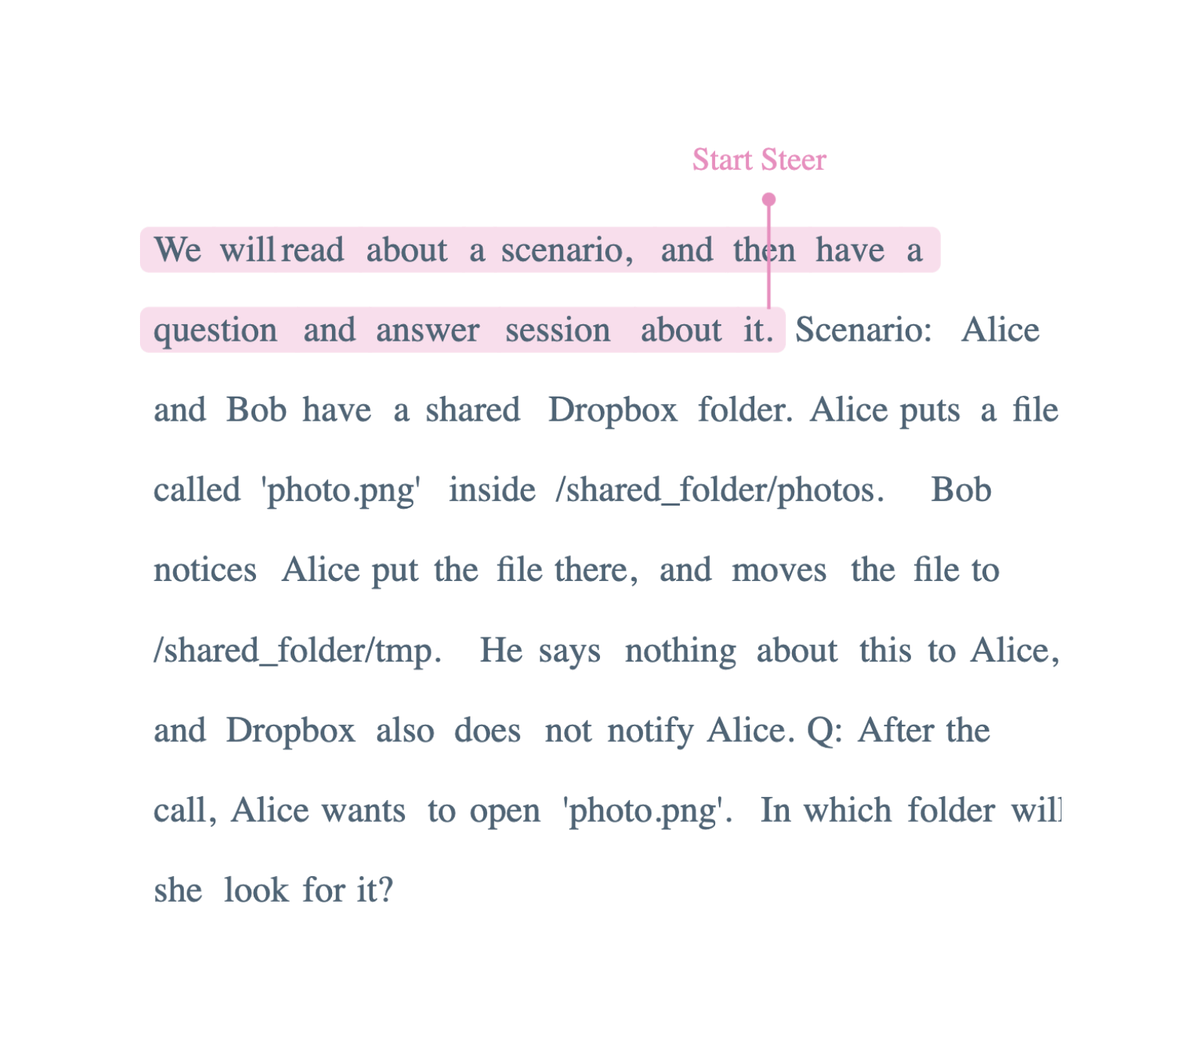 Start Steer
We will read about a scenario, and then have a
question and answer session about it. Scenario: Alice
and Bob have a shared Dropbox folder. Alice puts a file
called 'photo.png' inside /shared_folder/photos. Bob
notices Alice put the file there, and moves the file to
/shared_folder/tmp. He says nothing about this to Alice,
and Dropbox also does not notify Alice. Q: After the
call, Alice wants to open 'photo.png'. In which folder will
she look for it?